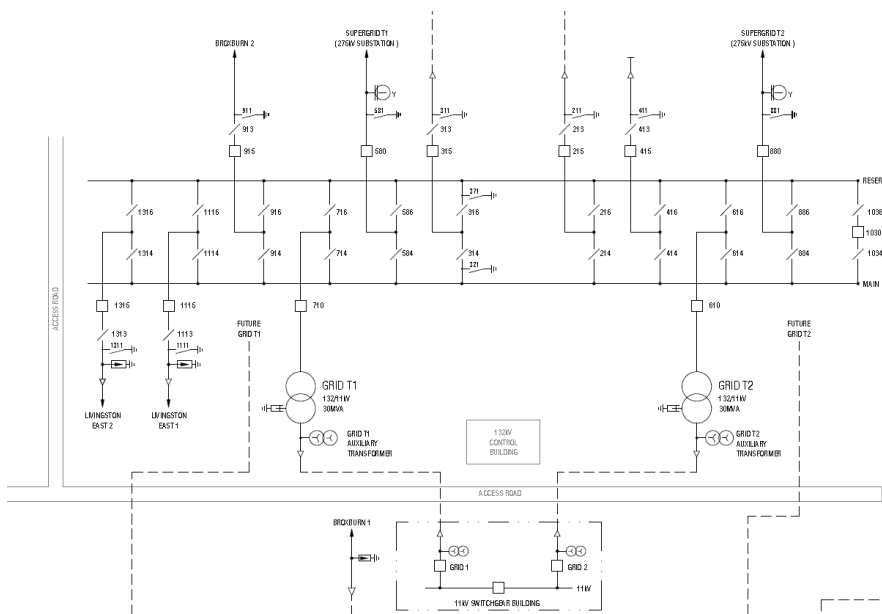 SUPERGRID T1
SUPERGRID T2
BROXBURN 2
(275kV SUBSTATION )
(275kV SUBSTATION )
Y
Y
911
581
311
211
411
881
913
313
213
413
915
580
315
215
415
880
RESER
371
1316
1116
916
716
586
316
216
416
616
886
1036
1030
1314
1114
914
714
584
314
214
414
614
884
1034
321
MAIN
1315
1115
710
610
ACCESS ROAD
FUTURE
GRID T1
FUTURE
GRID T2
1313
1113
1311
1111
GRID T1
132/11kV
30MVA
GRID T2
132/11kV
30MVA
LIVINGSTON
EAST 2
LIVINGSTON
EAST 1
GRID T1
AUXILIARY
TRANSFORMER
132kV
CONTROL
BUILDING
GRID T2
AUXILIARY
TRANSFORMER
ACCESS ROAD
BROXBURN 1
GRID 1
GRID 2
11kV
11kV SWITCHGEAR BUILDING